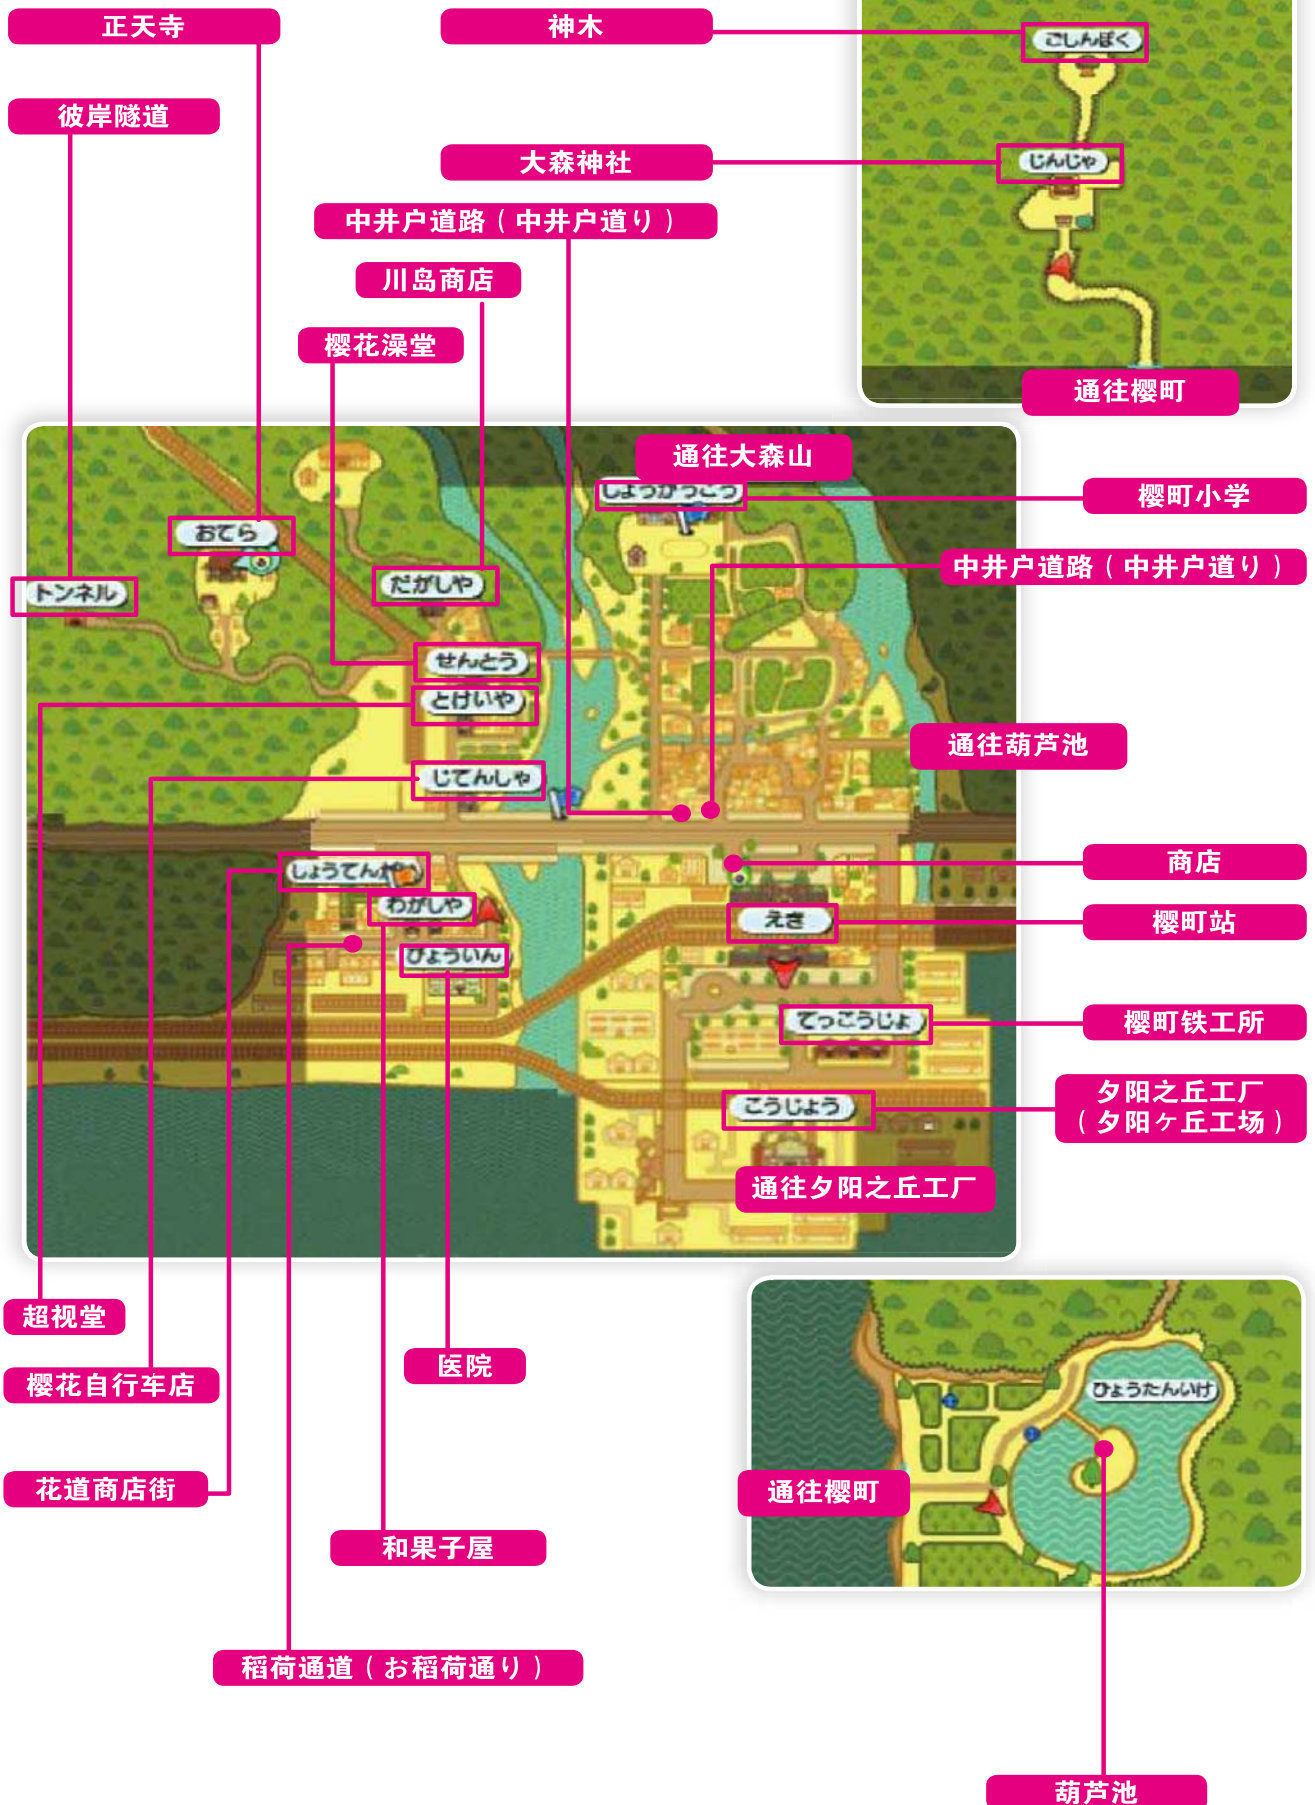 正天寺
神木
ごしんぼく
彼岸隧道
大森神社
じんじゃ
中井户道路（中井户道り）
川岛商店
樱花澡堂
通往樱町
通往大森山
しょうがっこう
樱町小学
おてら
中井户道路（中井户道り）
トンネル
だがしや
せんとう
とけいや
通往葫芦池
じてんしゃ
しょうてんがい
商店
わがしや
えき
樱町站
びょういん
てっこうじょ
樱町铁工所
こうじょう
夕阳之丘工厂
（夕阳ヶ丘工场）
通往夕阳之丘工厂
超视堂
医院
樱花自行车店
ひょうたんいけ
花道商店街
通往樱町
和果子屋
稻荷通道（お稻荷通り）
葫芦池